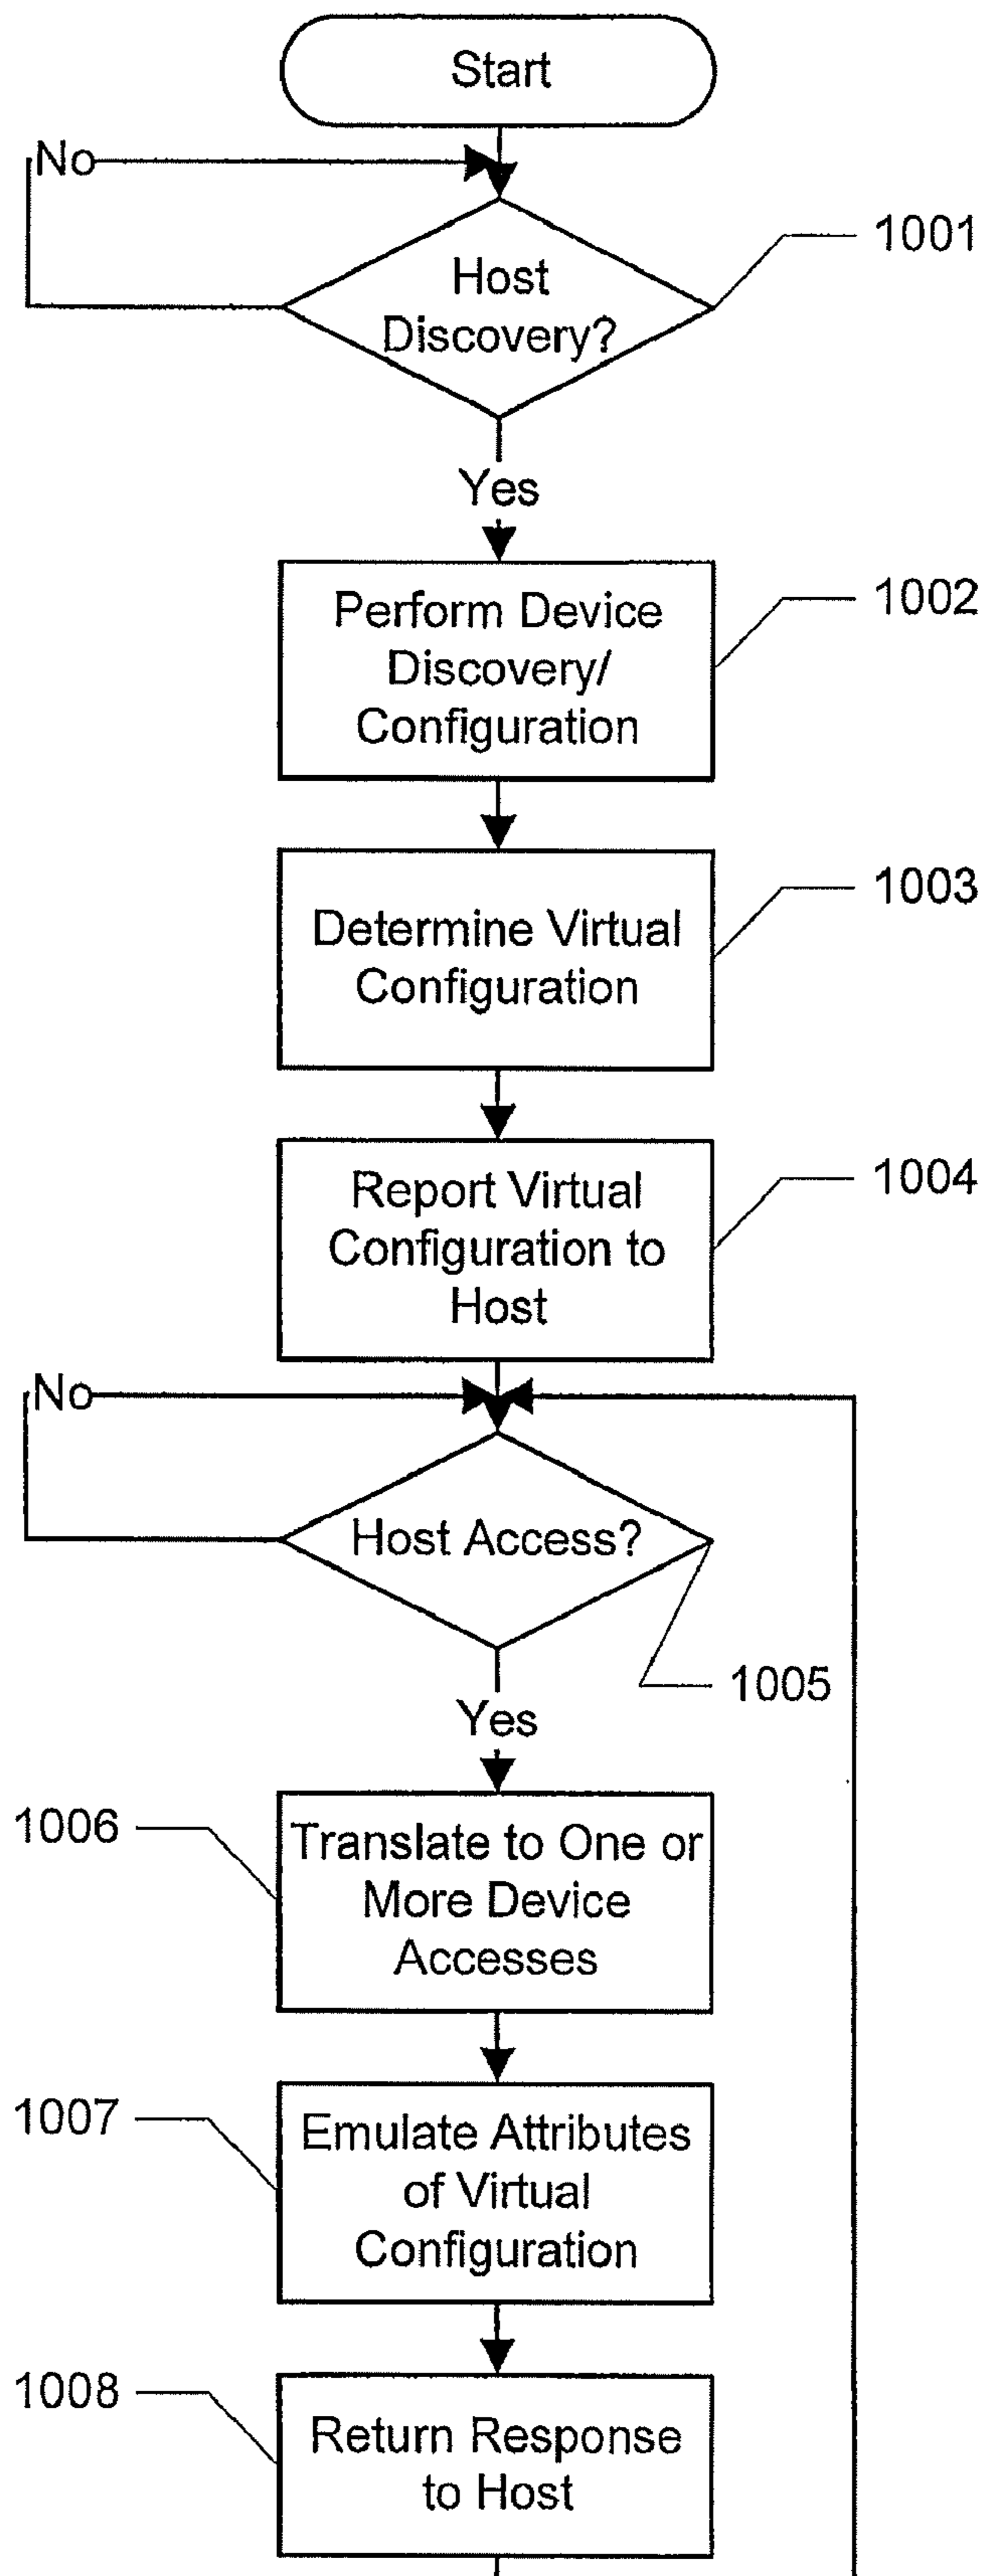 Start
No
1001
Host
Discovery?
Yes
1002
Perform Device
Discovery/
Configuration
1003
Determine Virtual
Configuration
1004
Report Virtual
Configuration to
Host
No
Host Access?
1005
Yes
1006
Translate to One or
More Device
Accesses
1007
Emulate Attributes
of Virtual
Configuration
1008
Return Response
to Host